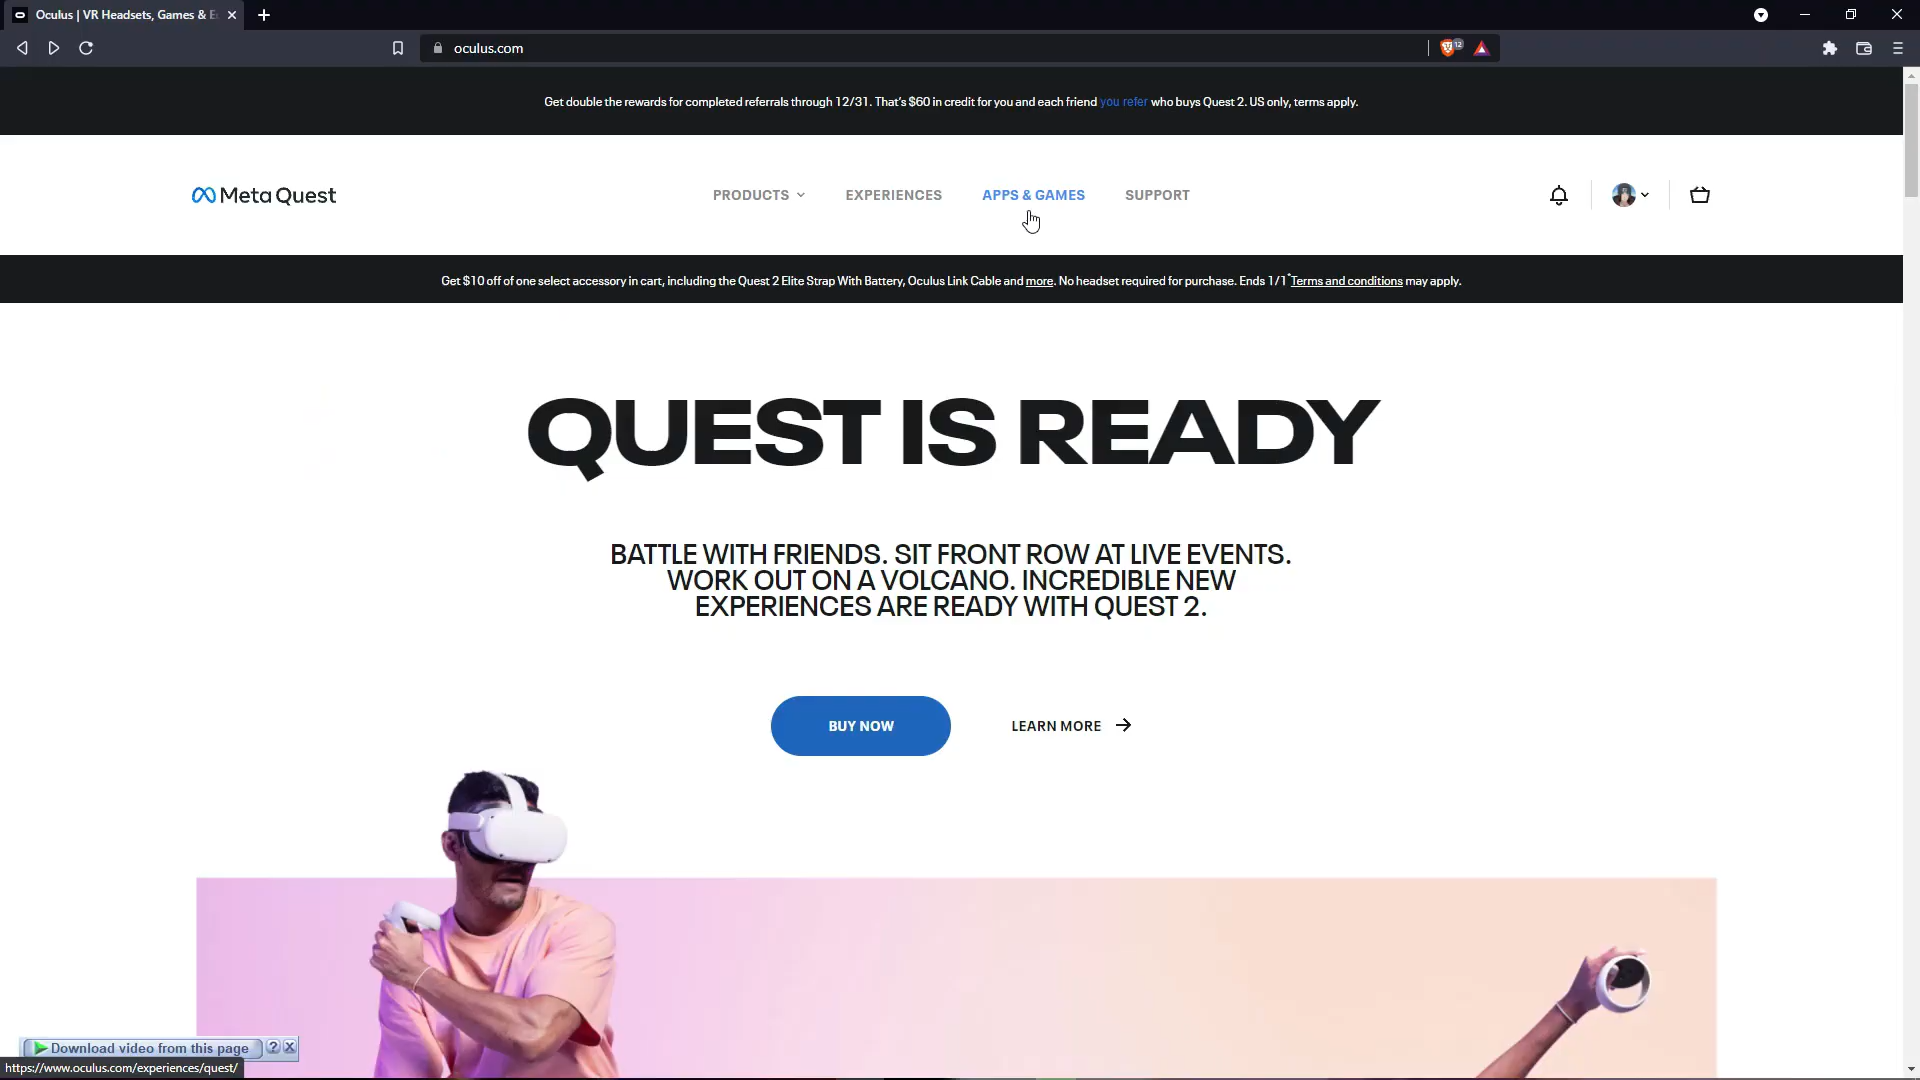 Oculus | VR Headsets, Games & E
oculus.com
12
Get double the rewards for completed referrals through 12/31. That's $60 in credit for you and each friend you refer who buys Quest 2. US only, terms apply.
Meta Quest
PRODUCTS
EXPERIENCES
APPS & GAMES
SUPPORT
Get $10 off of one select accessory in cart, including the Quest 2 Elite Strap With Battery, Oculus Link Cable and more. No headset required for purchase. Ends 1/1*Terms and conditions may apply.
QUEST IS READY
BATTLE WITH FRIENDS. SIT FRONT ROW AT LIVE EVENTS.
WORK OUT ON A VOLCANO. INCREDIBLE NEW
EXPERIENCES ARE READY WITH QUEST 2.
BUY NOW
LEARN MORE
Download video from this page
https://www.oculus.com/experiences/quest/